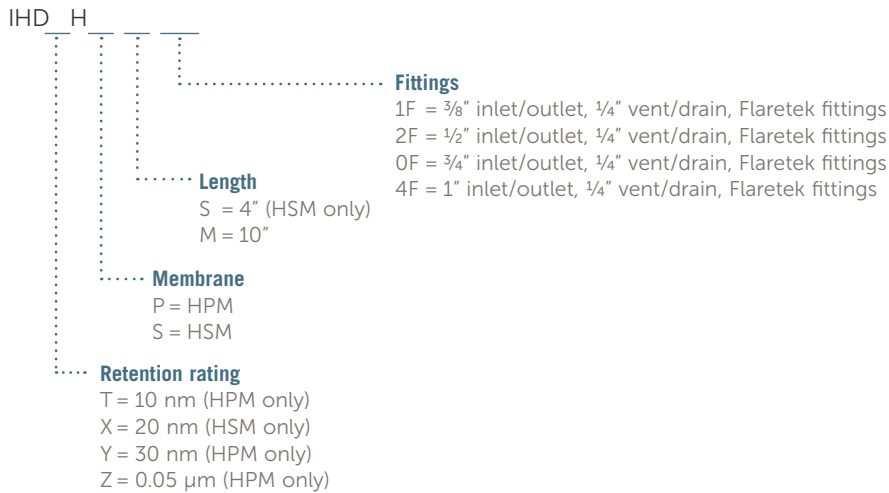 IHD_ H_ _ __
Fittings
1F = ⅜" inlet/outlet, ¼" vent/drain, Flaretek fittings
2F = ½" inlet/outlet, ¼" vent/drain, Flaretek fittings
0F = ¾" inlet/outlet, ¼" vent/drain, Flaretek fittings
4F = 1" inlet/outlet, ¼" vent/drain, Flaretek fittings
Length
S = 4" (HSM only)
M = 10"
Membrane
P = HPM
S = HSM
Retention rating
T = 10 nm (HPM only)
X = 20 nm (HSM only)
Y = 30 nm (HPM only)
Z = 0.05 µm (HPM only)